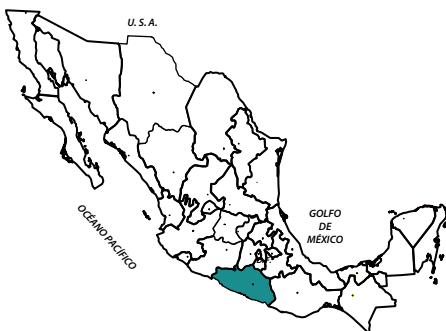 U. S. A.
GOLFO
DE
MÉXICO
OCÉANO PACÍFICO